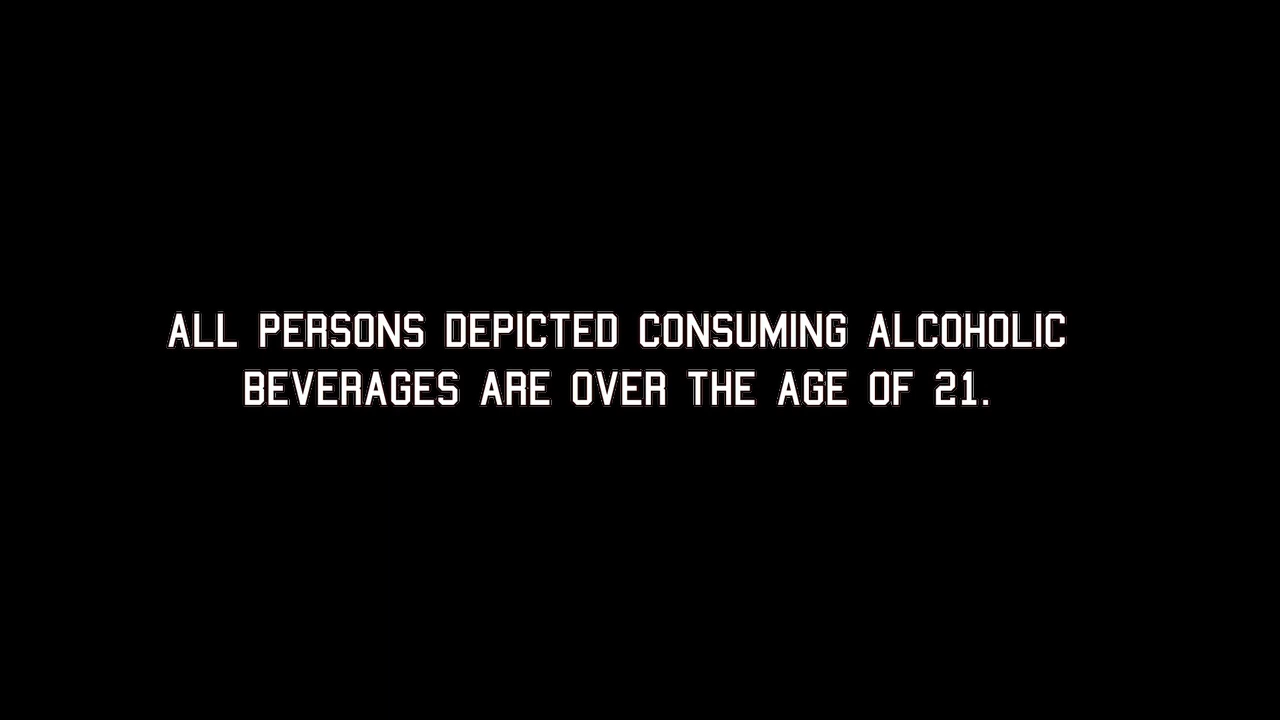 ALL PERSONS DEPICTED CONSUMING ALCOHOLIC
BEVERAGES ARE OVER THE AGE OF 21.